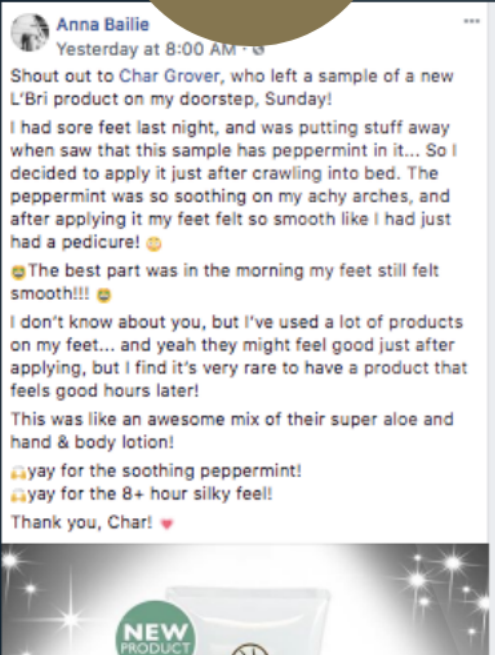 Anna Bailie
Yesterday at 8:00 AM ·
Shout out to Char Grover, who left a sample of a new
L'Bri product on my doorstep, Sunday!
I had sore feet last night, and was putting stuff away
when saw that this sample has peppermint in it... So I
decided to apply it just after crawling into bed. The
peppermint was so soothing on my achy arches, and
after applying it my feet felt so smooth like I had just
had a pedicure! 😳
😭The best part was in the morning my feet still felt
smooth!!! 😭
I don't know about you, but I've used a lot of products
on my feet... and yeah they might feel good just after
applying, but I find it's very rare to have a product that
feels good hours later!
This was like an awesome mix of their super aloe and
hand & body lotion!
🙌yay for the soothing peppermint!
🙌yay for the 8+ hour silky feel!
Thank you, Char! 💗
NEW
PRODUCT